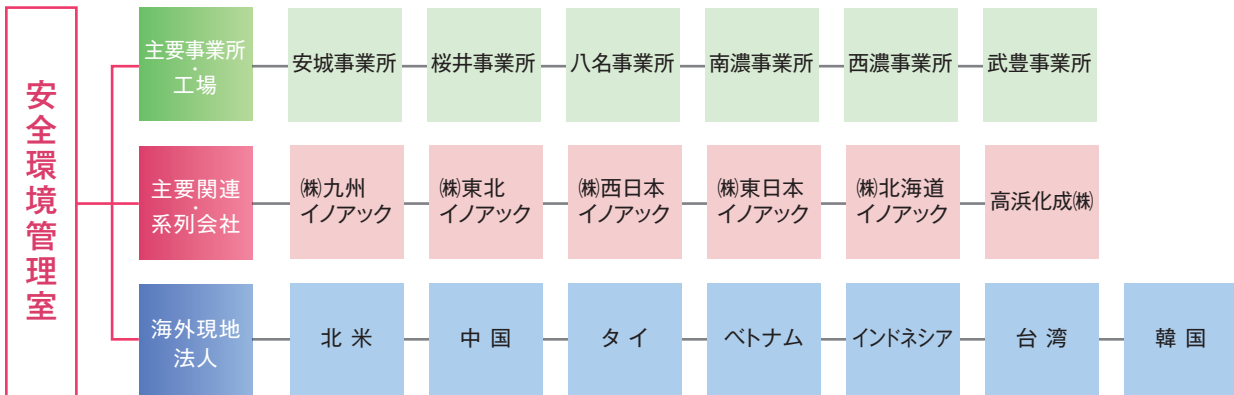 安全環境管理室
主要事業所
・
工場
安城事業所
桜井事業所
八名事業所
南濃事業所
西濃事業所
武豊事業所
主要関連
・
系列会社
㈱九州
イノアック
㈱東北
イノアック
㈱西日本
イノアック
㈱東日本
イノアック
㈱北海道
イノアック
高浜化成㈱
海外現地
法人
北 米
中 国
タ イ
ベトナム
インドネシア
台 湾
韓 国